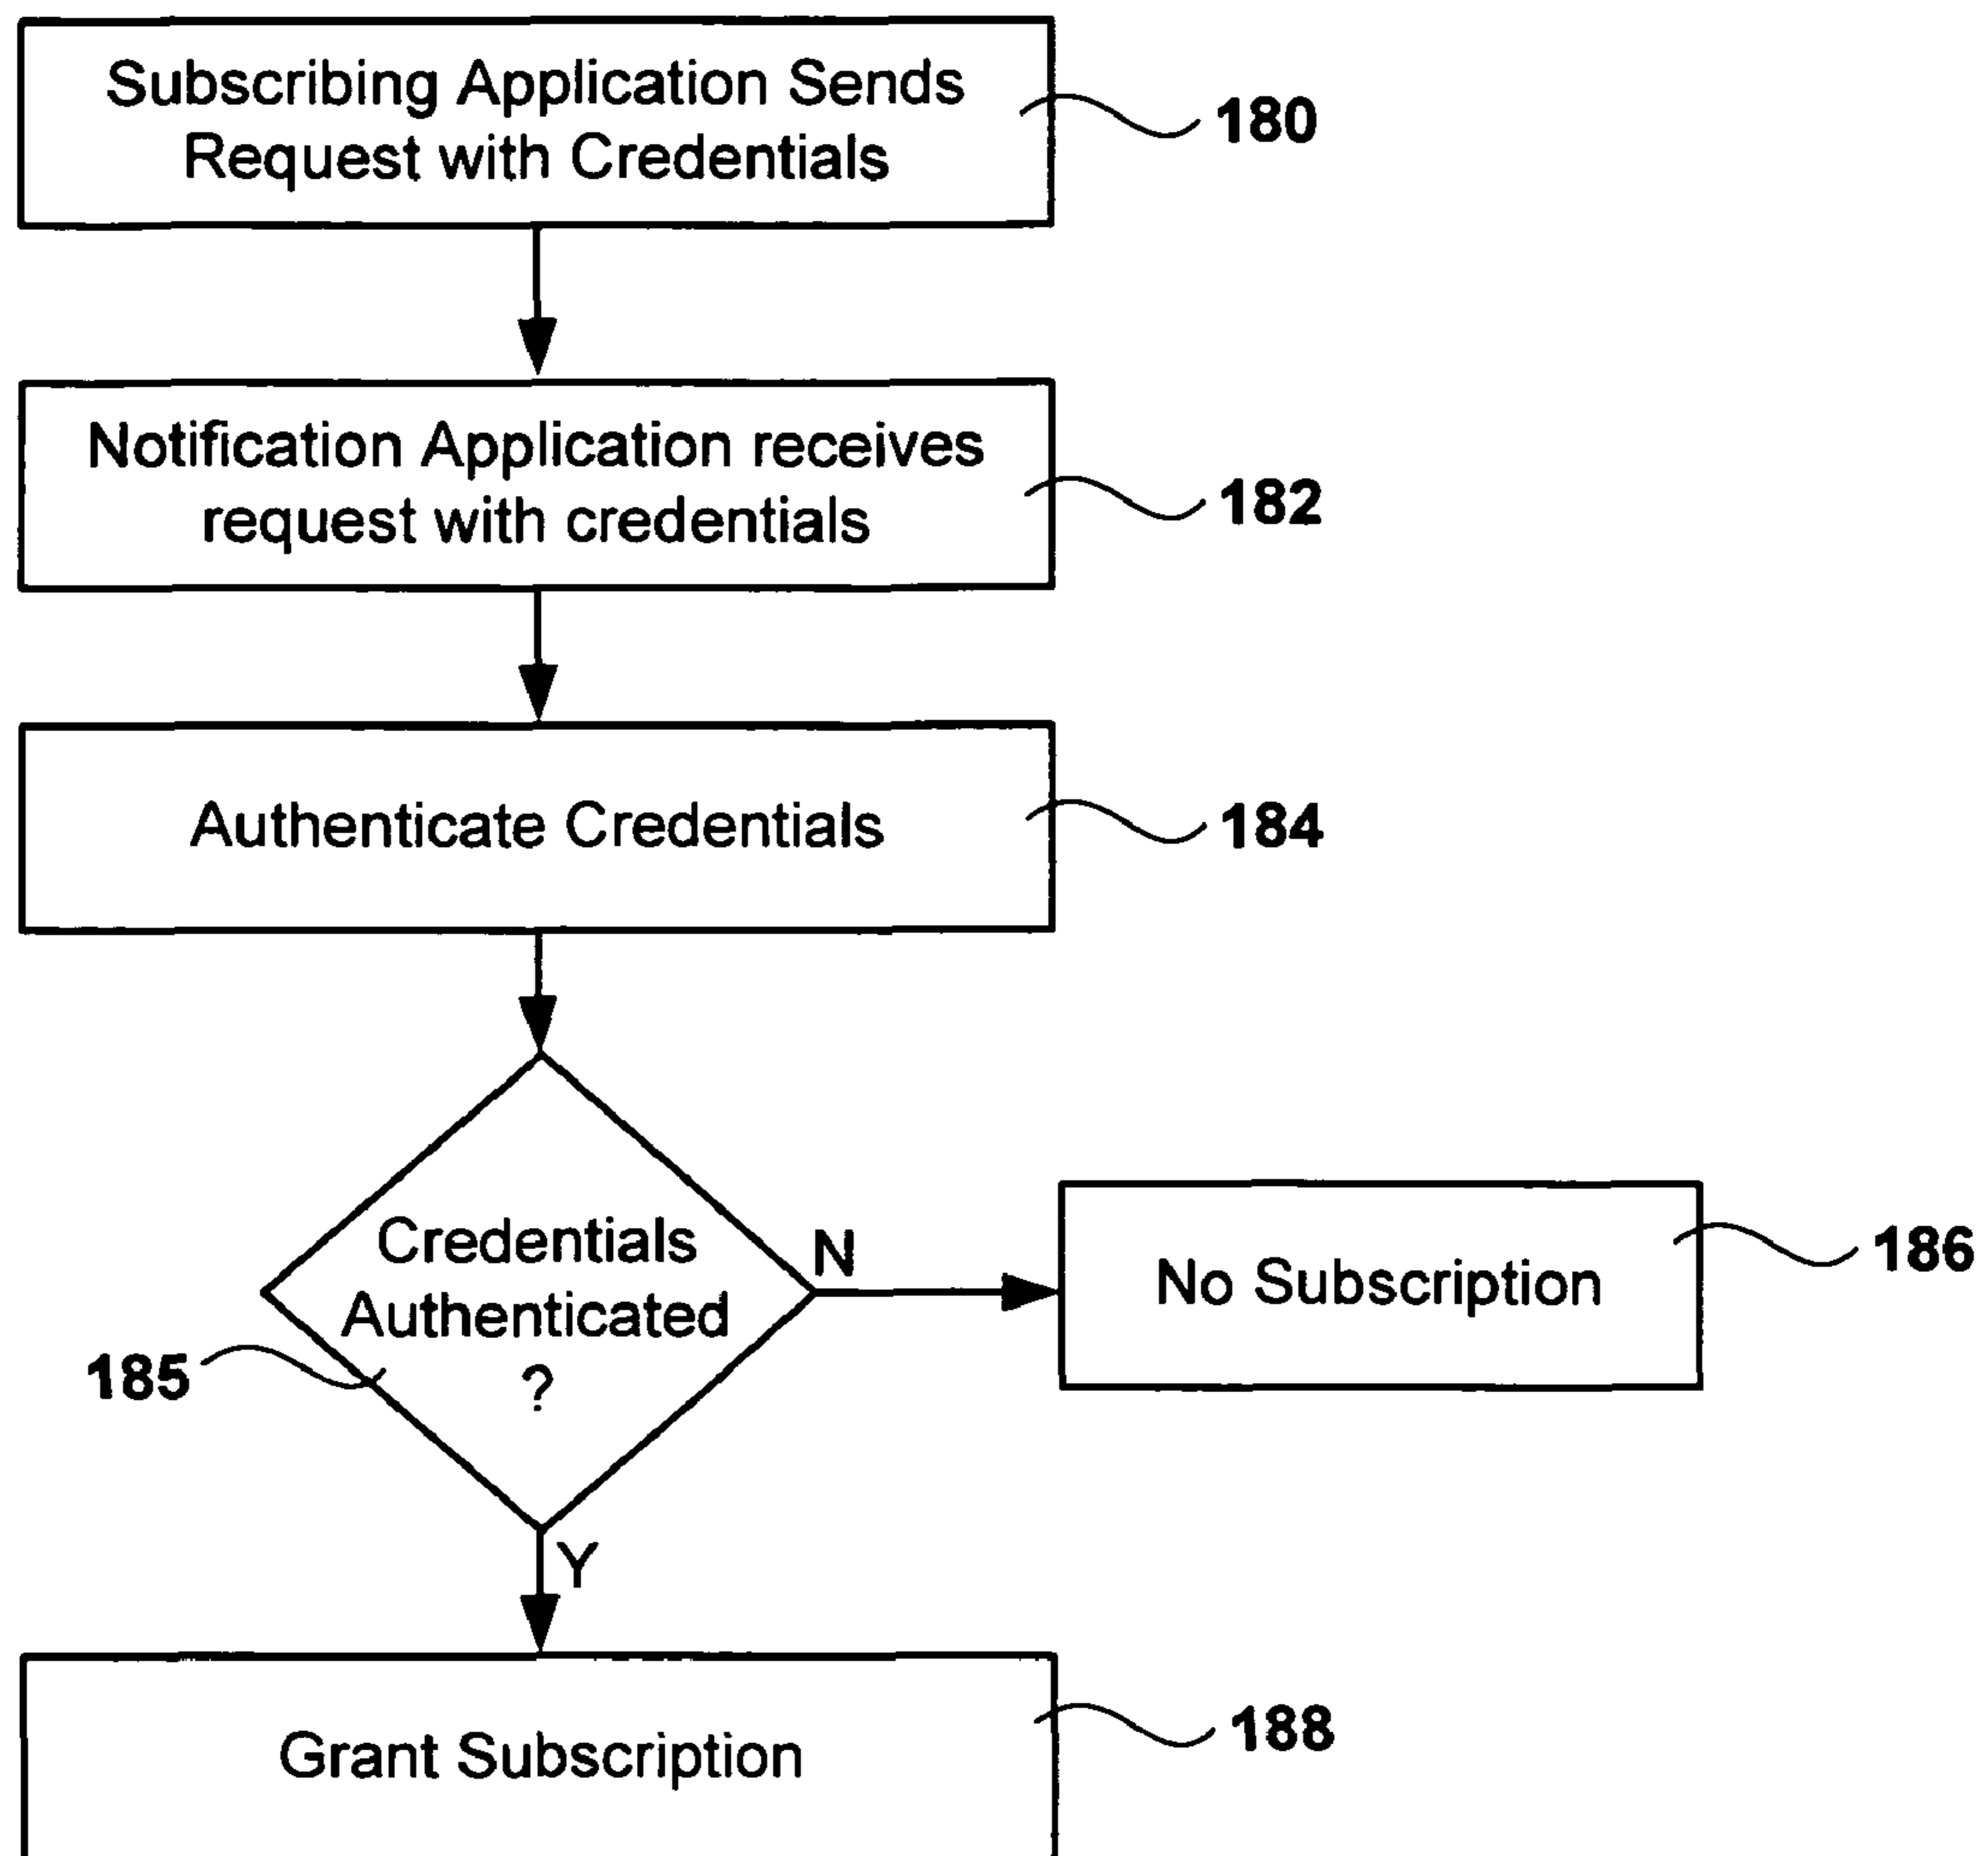 Subscribing Application Sends
Request with Credentials
180
Notification Application receives
request with credentials
182
Authenticate Credentials
184
Credentials
Authenticated
?
185
N
No Subscription
186
Y
Grant Subscription
188